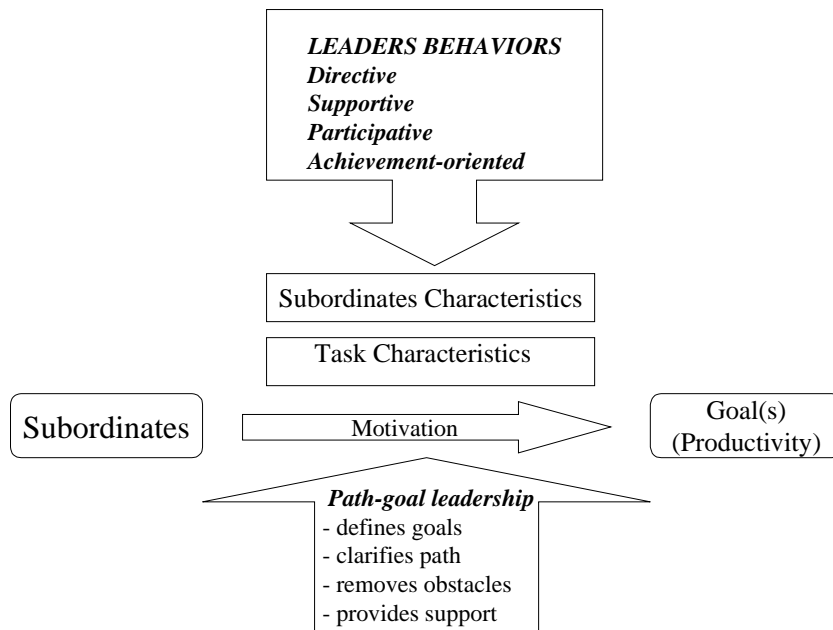 LEADERS BEHAVIORS
Directive
Supportive
Participative
Achievement-oriented
Subordinates Characteristics
Task Characteristics
Subordinates
Motivation
Goal(s)
(Productivity)
Path-goal leadership
- defines goals
- clarifies path
- removes obstacles
- provides support